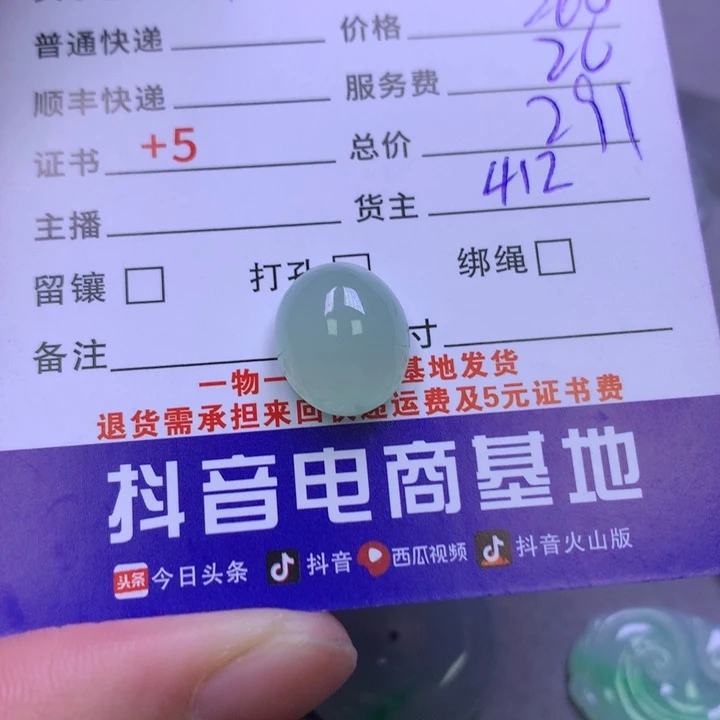 普通快递 价格
顺丰快递 服务费 26
证书 +5 总价 291
主播 货主 412
留镶 打孔 绑绳
备注 寸
一物一 基地发货
退货需承担来回快递运费及5元证书费
抖音电商基地
头条 今日头条 抖音 西瓜视频 抖音火山版